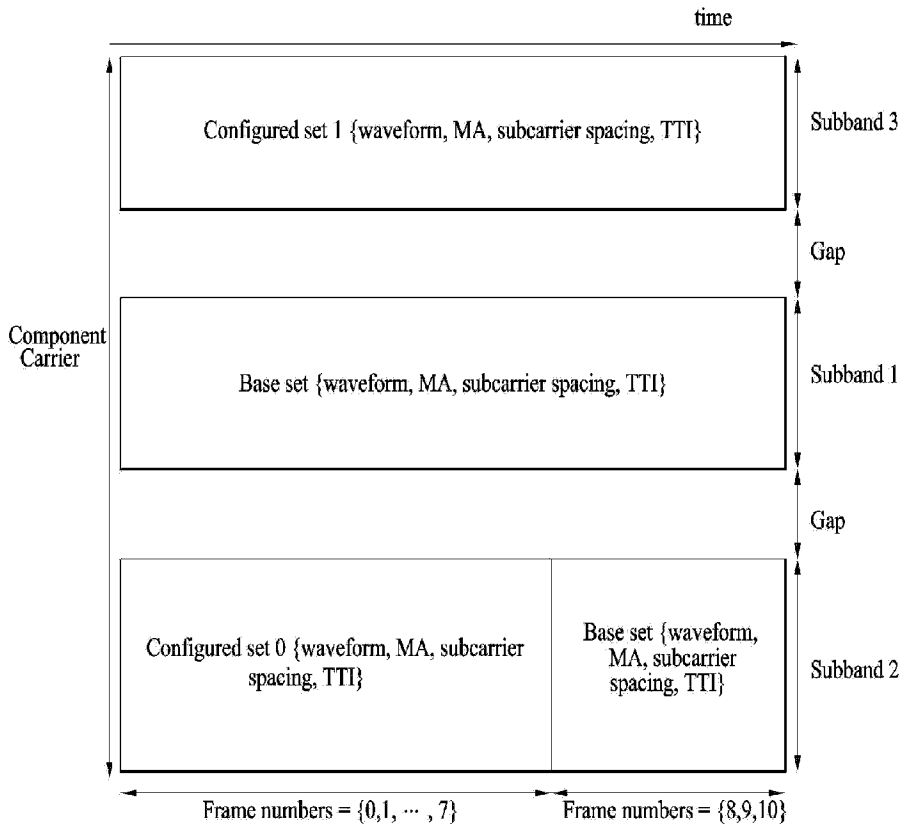 time
Configured set 1 {waveform, MA, subcarrier spacing, TTI}
Subband 3
Gap
Component
Carrier
Base set {waveform, MA, subcarrier spacing, TTI}
Subband 1
Gap
Configured set 0 {waveform, MA, subcarrier
spacing, TTI}
Base set {waveform,
MA, subcarrier
spacing, TTI}
Subband 2
Frame numbers = {0,1, ··· , 7}
Frame numbers = {8,9,10}